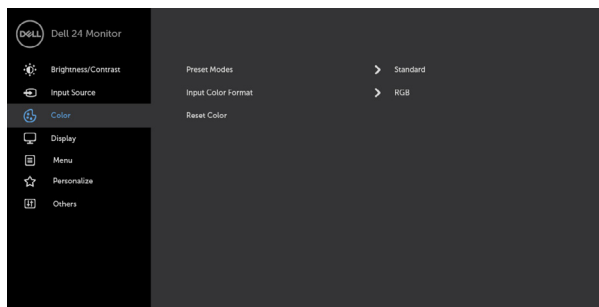 DELL Dell 24 Monitor
Brightness/Contrast Preset Modes Standard
Input Source Input Color Format RGB
Color Reset Color
Display
Menu
Personalize
Others